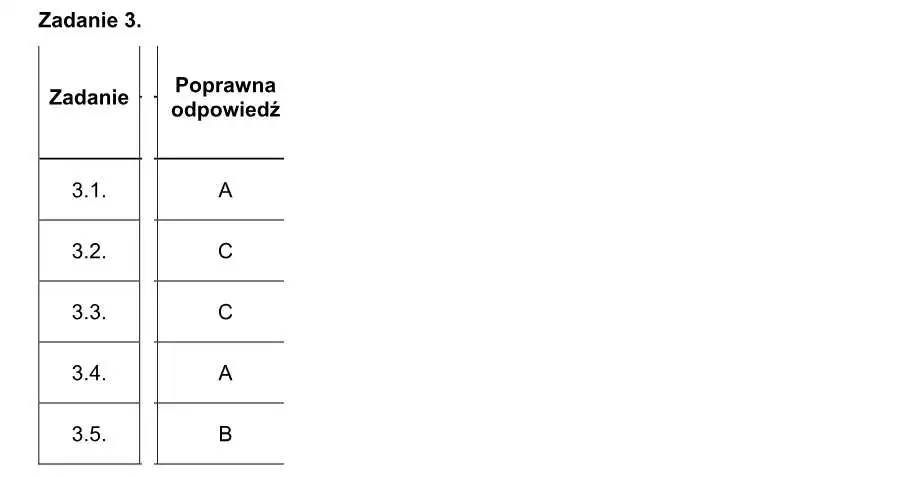 Zadanie 3.
Zadanie
Poprawna
odpowiedź
3.1. A
3.2. C
3.3. C
3.4. A
3.5. B